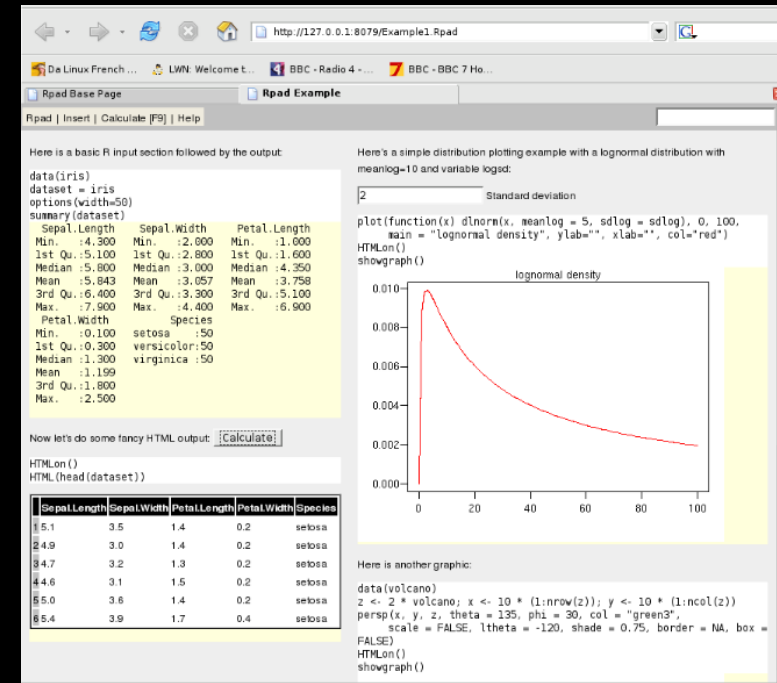 http://127.0.0.1:8079/Example1.Rpad
Da Linux French ... LWN: Welcome t... BBC - Radio 4 - ... BBC - BBC 7 Ho...
Rpad Base Page Rpad Example
Rpad | Insert | Calculate [F9] | Help
Here is a basic R input section followed by the output:
data(iris)
dataset = iris
options(width=50)
summary(dataset)
Sepal.Length Sepal.Width Petal.Length
Min. :4.300 Min. :2.000 Min. :1.000
1st Qu.:5.100 1st Qu.:2.800 1st Qu.:1.600
Median :5.800 Median :3.000 Median :4.350
Mean :5.843 Mean :3.057 Mean :3.758
3rd Qu.:6.400 3rd Qu.:3.300 3rd Qu.:5.100
Max. :7.900 Max. :4.400 Max. :6.900
Petal.Width Species
Min. :0.100 setosa :50
1st Qu.:0.300 versicolor:50
Median :1.300 virginica :50
Mean :1.199
3rd Qu.:1.800
Max. :2.500
Now let's do some fancy HTML output: Calculate
HTMLon()
HTML(head(dataset))
Sepal.Length Sepal.Width Petal.Length Petal.Width Species
1 5.1 3.5 1.4 0.2 setosa
2 4.9 3.0 1.4 0.2 setosa
3 4.7 3.2 1.3 0.2 setosa
4 4.6 3.1 1.5 0.2 setosa
5 5.0 3.6 1.4 0.2 setosa
6 5.4 3.9 1.7 0.4 setosa
Here's a simple distribution plotting example with a lognormal distribution with
meanlog=10 and variable logsd:
2 Standard deviation
plot(function(x) dlnorm(x, meanlog = 5, sdlog = sdlog), 0, 100,
main = "lognormal density", ylab="", xlab="", col="red")
HTMLon()
showgraph()
lognormal density
0.010
0.008
0.006
0.004
0.002
0.000
0 20 40 60 80 100
Here is another graphic:
data(volcano)
z <- 2 * volcano; x <- 10 * (1:nrow(z)); y <- 10 * (1:ncol(z))
persp(x, y, z, theta = 135, phi = 30, col = "green3",
scale = FALSE, ltheta = -120, shade = 0.75, border = NA, box =
FALSE)
HTMLon()
showgraph()